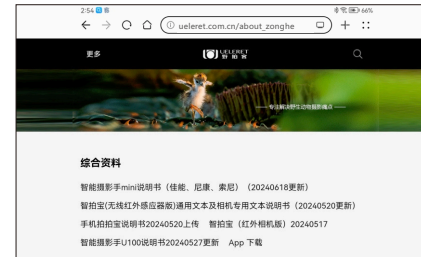 2:54
66%
ueleret.com.cn/about_zonghe
更多
UELERET
野拍客
专注解决野生动物摄影痛点
综合资料
智能摄影手mini说明书（佳能、尼康、索尼）（20240618更新）
智拍宝(无线红外感应器版)通用文本及相机专用文本说明书（20240520更新）
手机拍拍宝说明书20240520上传 智拍宝（红外相机版）20240517
智能摄影手U100说明书20240527更新 App 下载